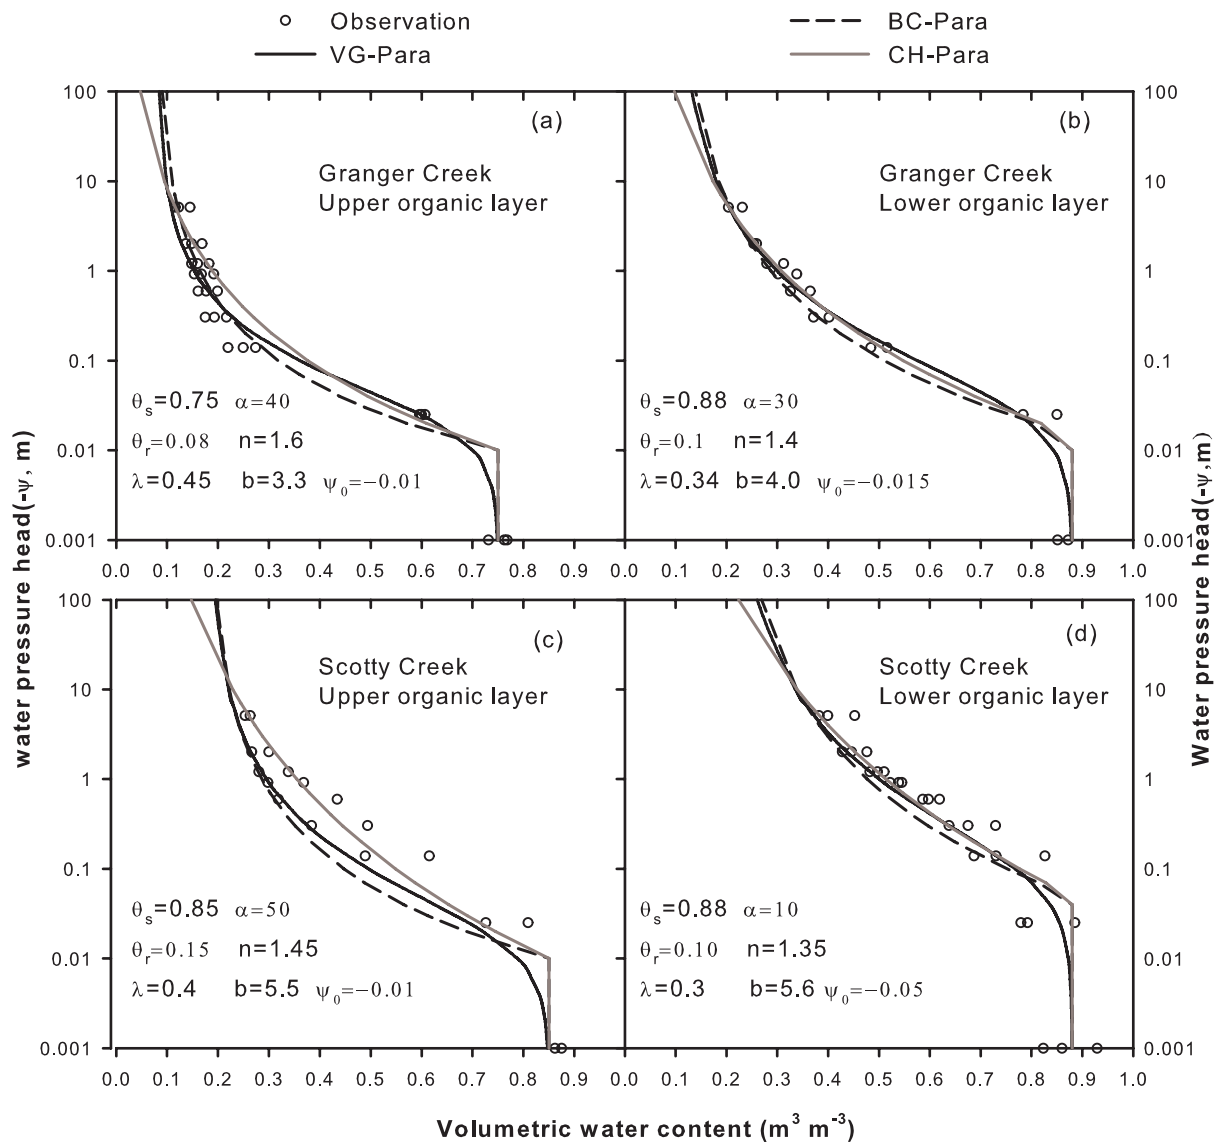 Observation
VG-Para
BC-Para
CH-Para
water pressure head(-ψ, m)
Water pressure head(-ψ,m)
100
10
1
0.1
0.01
0.001
(a)
Granger Creek
Upper organic layer
θs=0.75 α=40
θr=0.08 n=1.6
λ=0.45 b=3.3 ψ0=−0.01
0.0 0.1 0.2 0.3 0.4 0.5 0.6 0.7 0.8 0.9
(b)
Granger Creek
Lower organic layer
θs=0.88 α=30
θr=0.1 n=1.4
λ=0.34 b=4.0 ψ0=−0.015
0.0 0.1 0.2 0.3 0.4 0.5 0.6 0.7 0.8 0.9 1.0
100
10
1
0.1
0.01
0.001
100
10
1
0.1
0.01
0.001
(c)
Scotty Creek
Upper organic layer
θs=0.85 α=50
θr=0.15 n=1.45
λ=0.4 b=5.5 ψ0=−0.01
0.0 0.1 0.2 0.3 0.4 0.5 0.6 0.7 0.8 0.9
(d)
Scotty Creek
Lower organic layer
θs=0.88 α=10
θr=0.10 n=1.35
λ=0.3 b=5.6 ψ0=−0.05
0.0 0.1 0.2 0.3 0.4 0.5 0.6 0.7 0.8 0.9 1.0
100
10
1
0.1
0.01
0.001
Volumetric water content (m³ m⁻³)